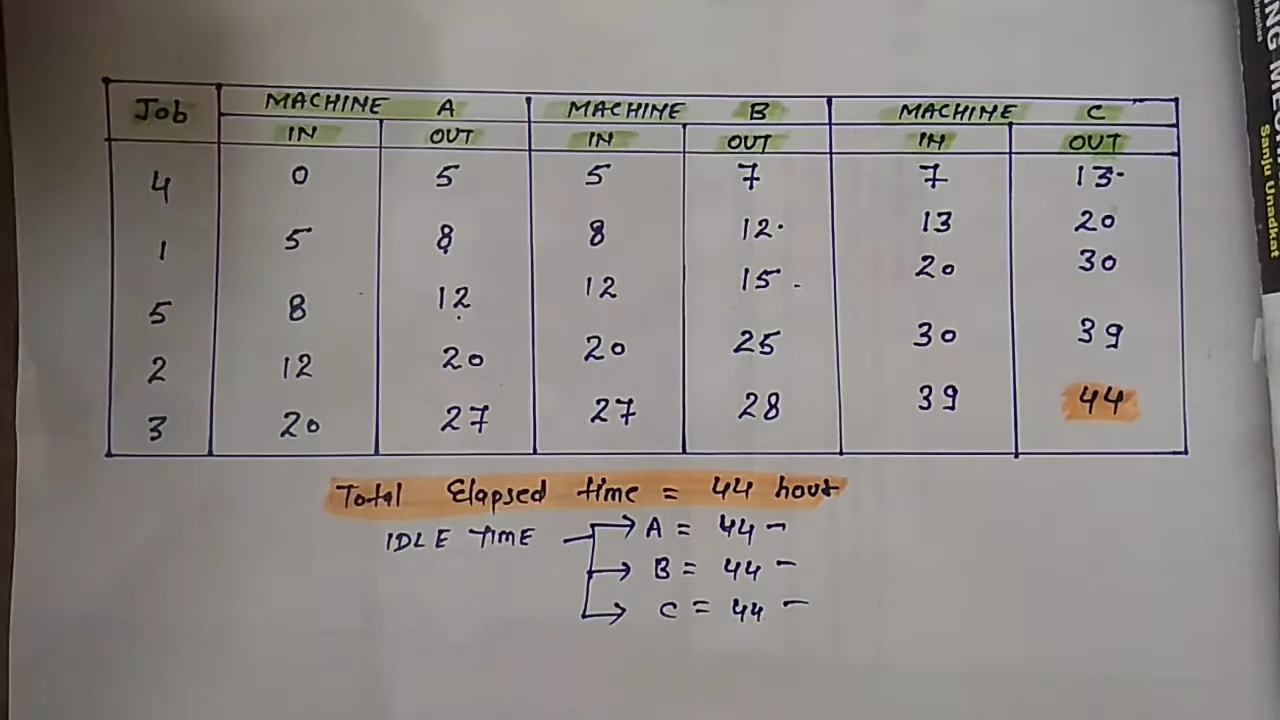 Job MACHINE A MACHINE B MACHINE C
IN OUT IN OUT IN OUT
4 0 5 5 7 7 13
1 5 8 8 12 13 20
5 8 12 12 15 20 30
2 12 20 20 25 30 39
3 20 27 27 28 39 44
Total Elapsed time = 44 hour
IDLE TIME → A = 44 -
→ B = 44 -
→ C = 44 -
Sanju Unadkat